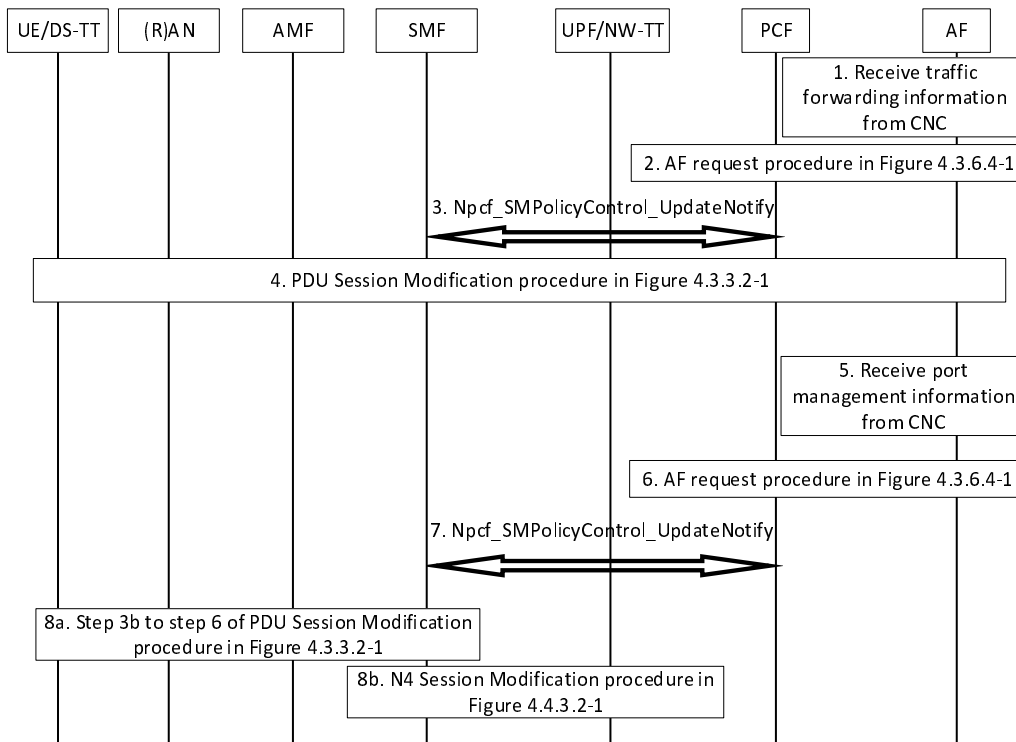 UE/DS-TT
(R)AN
AMF
SMF
UPF/NW-TT
PCF
AF
1. Receive traffic
forwarding information
from CNC
2. AF request procedure in Figure 4.3.6.4-1
3. Npcf_SMPolicyControl_UpdateNotify
4. PDU Session Modification procedure in Figure 4.3.3.2-1
5. Receive port
management information
from CNC
6. AF request procedure in Figure 4.3.6.4-1
7. Npcf_SMPolicyControl_UpdateNotify
8a. Step 3b to step 6 of PDU Session Modification
procedure in Figure 4.3.3.2-1
8b. N4 Session Modification procedure in
Figure 4.4.3.2-1